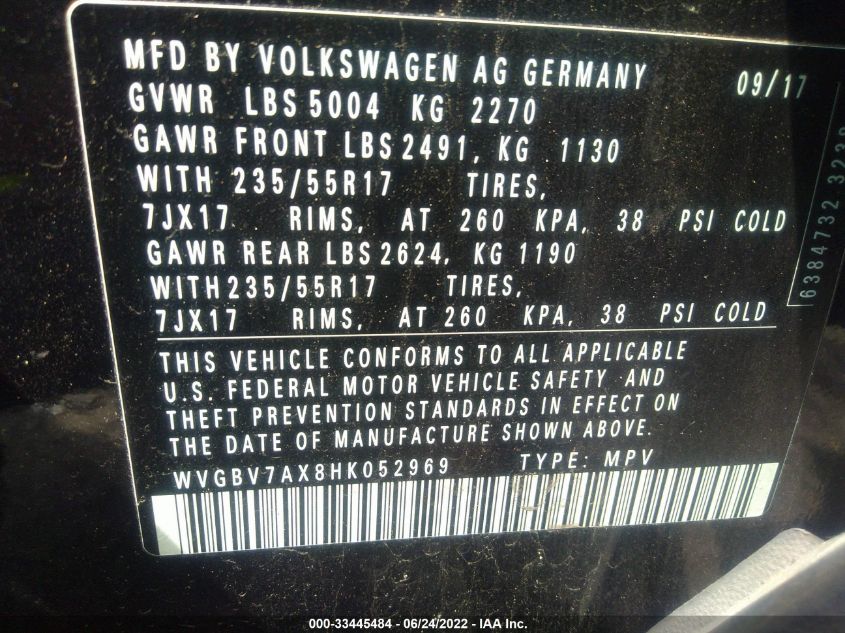 MFD BY VOLKSWAGEN AG GERMANY 09/17
GVWR LBS 5004 KG 2270
GAWR FRONT LBS 2491, KG 1130
WITH 235/55R17 TIRES,
7JX17 RIMS, AT 260 KPA, 38 PSI COLD
GAWR REAR LBS 2624, KG 1190
WITH 235/55R17 TIRES,
7JX17 RIMS, AT 260 KPA, 38 PSI COLD
THIS VEHICLE CONFORMS TO ALL APPLICABLE
U.S. FEDERAL MOTOR VEHICLE SAFETY AND
THEFT PREVENTION STANDARDS IN EFFECT ON
THE DATE OF MANUFACTURE SHOWN ABOVE.
WVGBV7AX8HK052969 TYPE: MPV
6384732
000-33445484 - 06/24/2022 - IAA Inc.